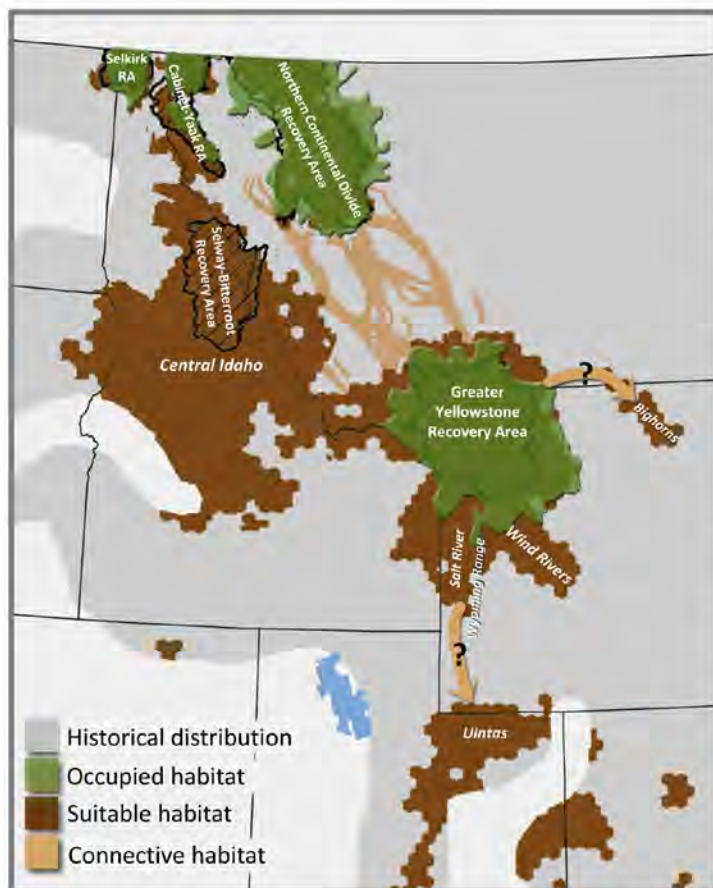 Selkirk
RA
Cabinet-Yaak RA
Northern Continental Divide
Recovery Area
Selway-Bitterroot
Recovery Area
Central Idaho
Greater
Yellowstone
Recovery Area
?
Bighorns
Salt River
Wyoming Range
Wind Rivers
?
Uintas
Historical distribution
Occupied habitat
Suitable habitat
Connective habitat